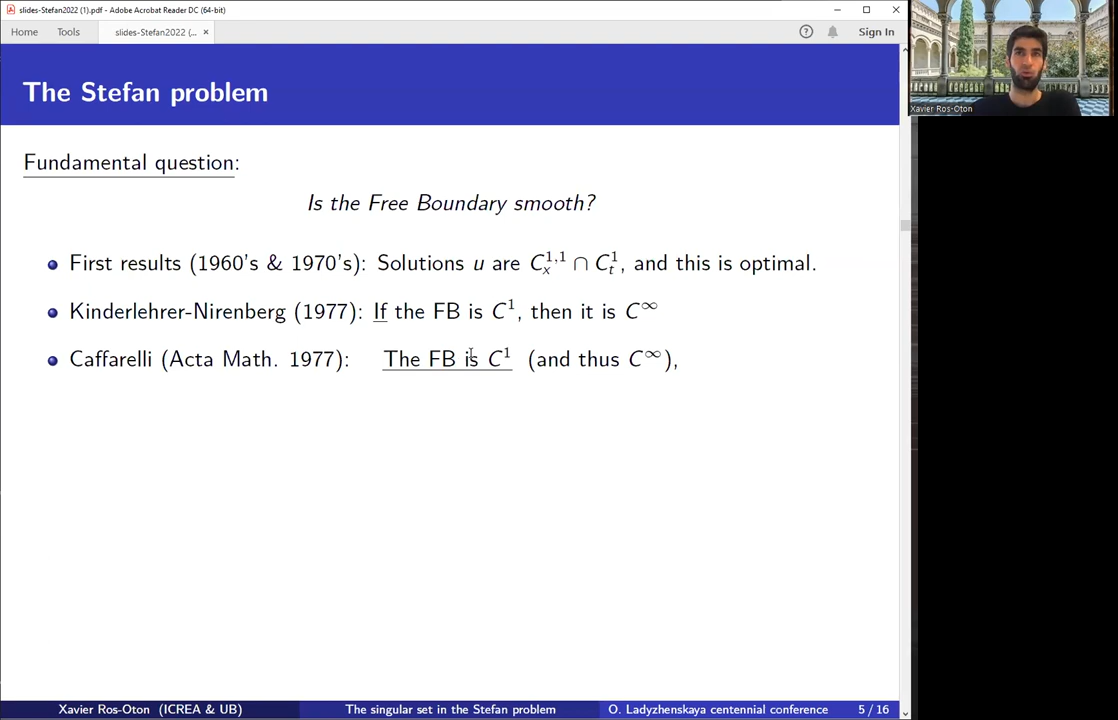 slides-Stefan2022 (1).pdf - Adobe Acrobat Reader DC (64-bit)
Home Tools slides-Stefan2022 (... × Sign In
The Stefan problem
Xavier Ros-Oton
Fundamental question:
Is the Free Boundary smooth?
First results (1960's & 1970's): Solutions u are C_x^{1,1} ∩ C_t^1, and this is optimal.
Kinderlehrer-Nirenberg (1977): If the FB is C^1, then it is C^∞
Caffarelli (Acta Math. 1977): The FB is C^1 (and thus C^∞),
Xavier Ros-Oton (ICREA & UB) The singular set in the Stefan problem O. Ladyzhenskaya centennial conference 5 / 16